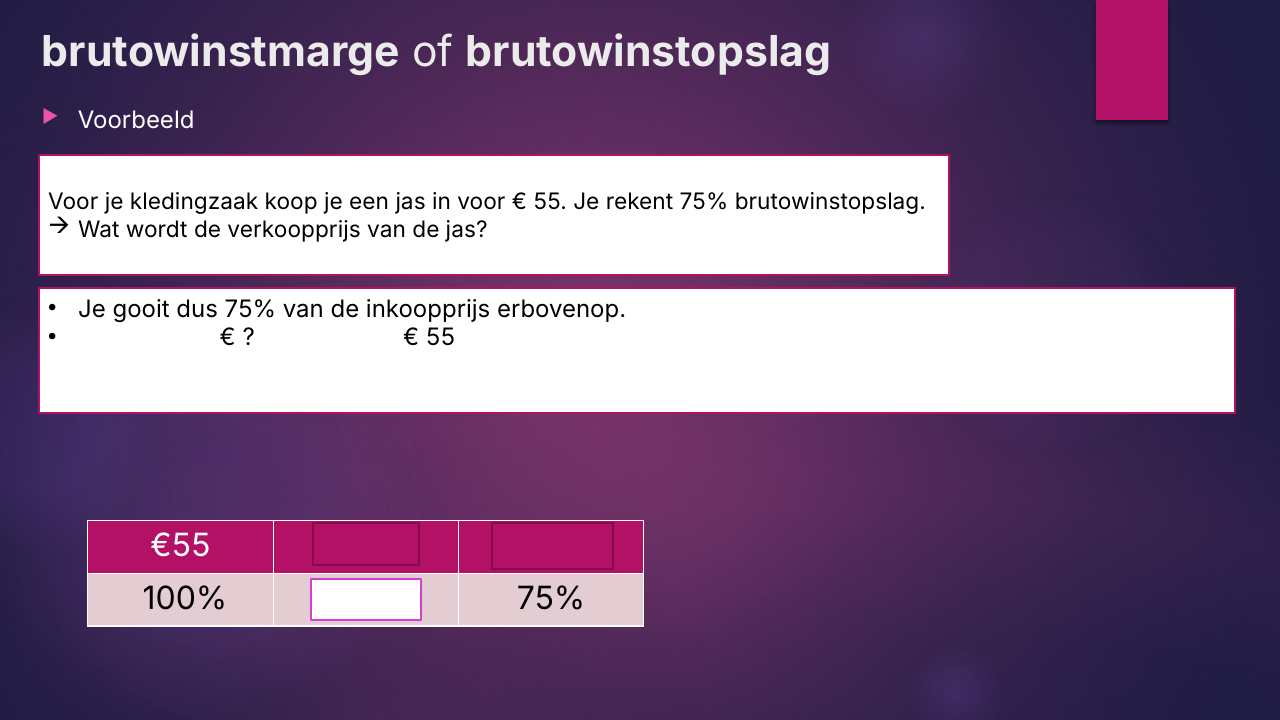 brutowinstmarge of brutowinstopslag
Voorbeeld
Voor je kledingzaak koop je een jas in voor € 55. Je rekent 75% brutowinstopslag.
→ Wat wordt de verkoopprijs van de jas?
• Je gooit dus 75% van de inkoopprijs erbovenop.
• € ? € 55
€55
100% 75%